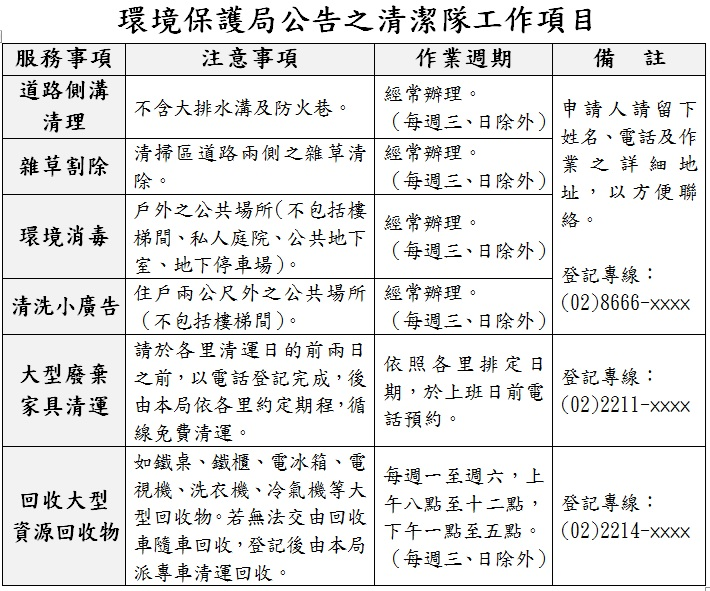 環境保護局公告之清潔隊工作項目
服務事項 注意事項 作業週期 備 註
道路側溝
清理
不含大排水溝及防火巷。
經常辦理。
（每週三、日除外）
申請人請留下
姓名、電話及作
業之詳細地
址，以方便聯
絡。
登記專線：
(02)8666-xxxx
雜草割除
清掃區道路兩側之雜草清
除。
經常辦理。
（每週三、日除外）
環境消毒
戶外之公共場所(不包括樓
梯間、私人庭院、公共地下
室、地下停車場)。
經常辦理。
（每週三、日除外）
清洗小廣告
住戶兩公尺外之公共場所
（不包括樓梯間）。
經常辦理。
（每週三、日除外）
大型廢棄
家具清運
請於各里清運日的前兩日
之前，以電話登記完成，後
由本局依各里約定期程，循
線免費清運。
依照各里排定日
期，於上班日前電
話預約。
登記專線：
(02)2211-xxxx
回收大型
資源回收物
如鐵桌、鐵櫃、電冰箱、電
視機、洗衣機、冷氣機等大
型回收物。若無法交由回收
車隨車回收，登記後由本局
派專車清運回收。
每週一至週六，上
午八點至十二點，
下午一點至五點。
（每週三、日除外）
登記專線：
(02)2214-xxxx